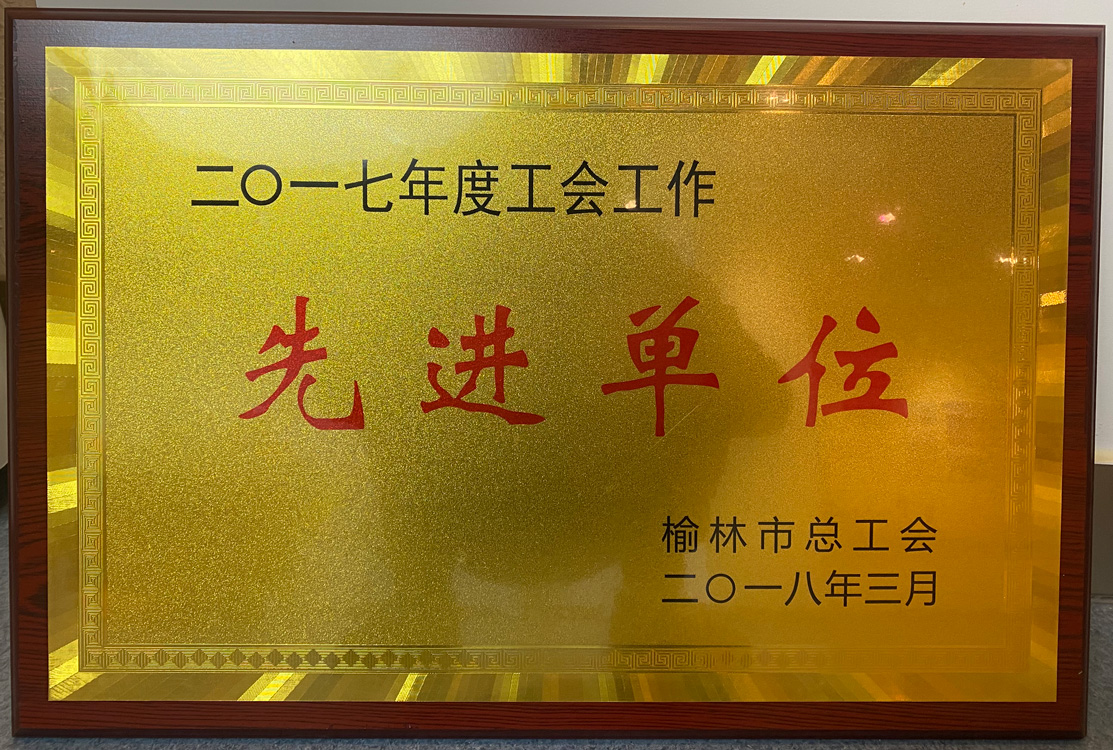 二〇一七年度工会工作
先进单位
榆林市总工会
二〇一八年三月